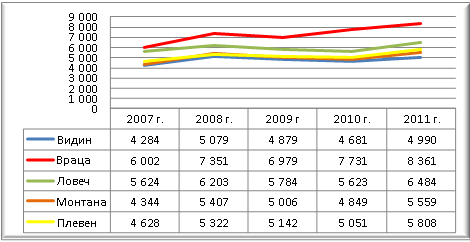 9 000
8 000
7 000
6 000
5 000
4 000
3 000
2 000
1 000
0
2007 г. 2008 г. 2009 г 2010 г. 2011 г.
Видин 4 284 5 079 4 879 4 681 4 990
Враца 6 002 7 351 6 979 7 731 8 361
Ловеч 5 624 6 203 5 784 5 623 6 484
Монтана 4 344 5 407 5 006 4 849 5 559
Плевен 4 628 5 322 5 142 5 051 5 808